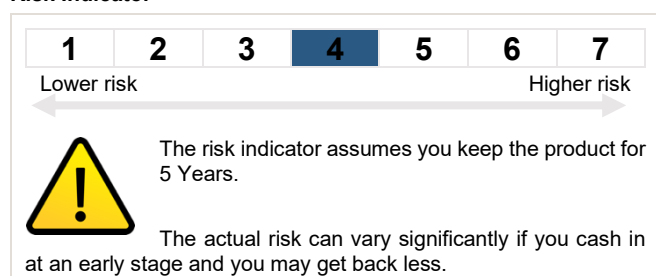 1 2 3 4 5 6 7
Lower risk Higher risk
The risk indicator assumes you keep the product for
5 Years.
The actual risk can vary significantly if you cash in
at an early stage and you may get back less.